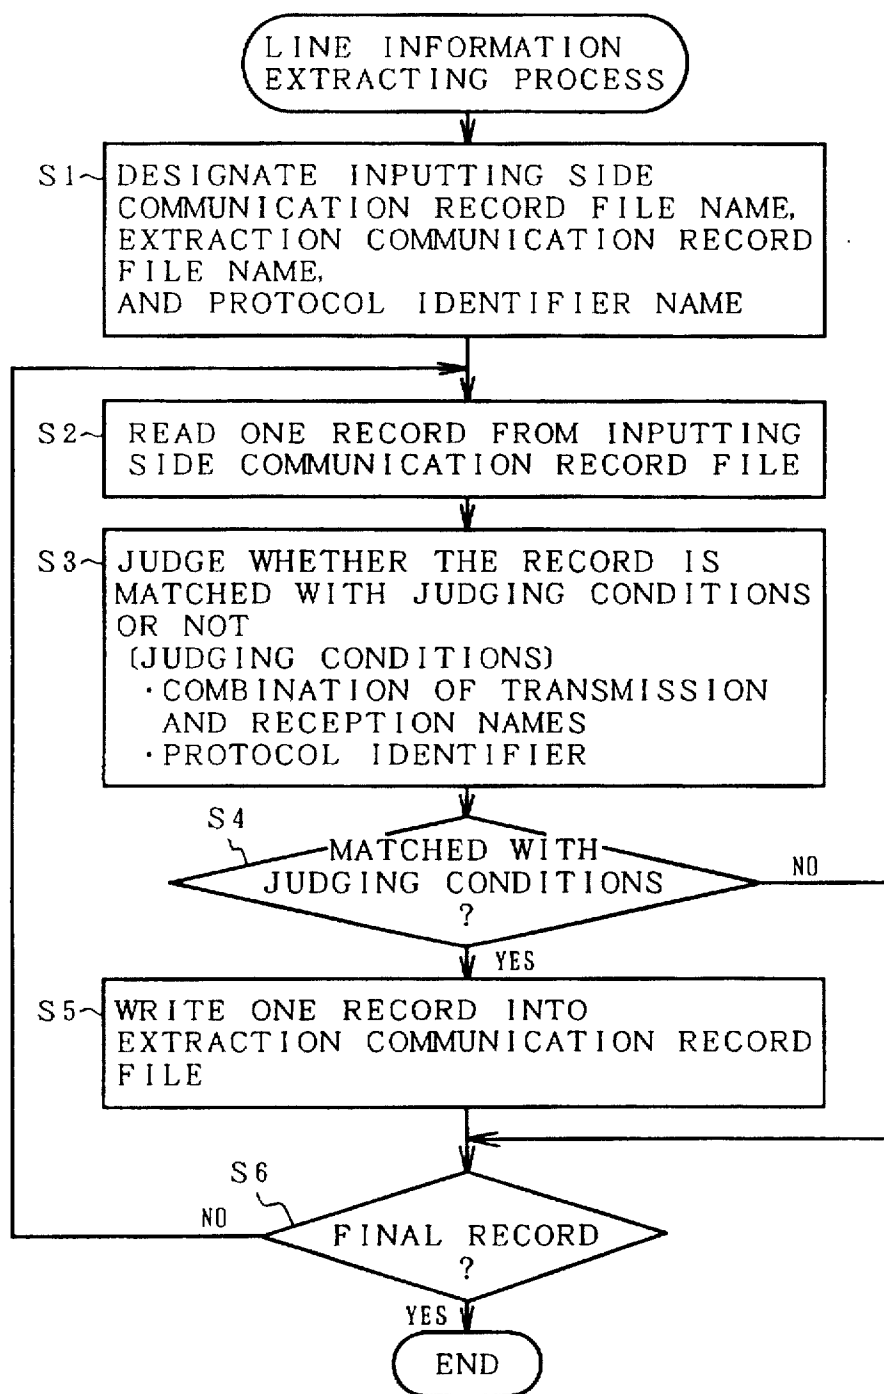 LINE INFORMATION
EXTRACTING PROCESS
S1
DESIGNATE INPUTTING SIDE
COMMUNICATION RECORD FILE NAME,
EXTRACTION COMMUNICATION RECORD
FILE NAME,
AND PROTOCOL IDENTIFIER NAME
S2
READ ONE RECORD FROM INPUTTING
SIDE COMMUNICATION RECORD FILE
S3
JUDGE WHETHER THE RECORD IS
MATCHED WITH JUDGING CONDITIONS
OR NOT
(JUDGING CONDITIONS)
・COMBINATION OF TRANSMISSION
AND RECEPTION NAMES
・PROTOCOL IDENTIFIER
S4
MATCHED WITH
JUDGING CONDITIONS
?
NO
YES
S5
WRITE ONE RECORD INTO
EXTRACTION COMMUNICATION RECORD
FILE
S6
NO
FINAL RECORD
?
YES
END